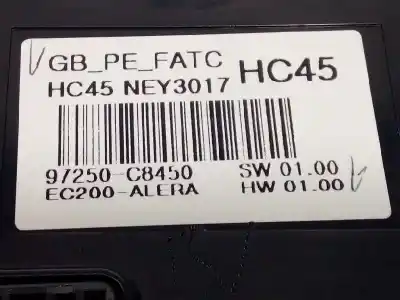 GB_PE_FATC
HC45 NEY3017 HC45
97250-C8450 SW 01.00
EC200-ALERA HW 01.00